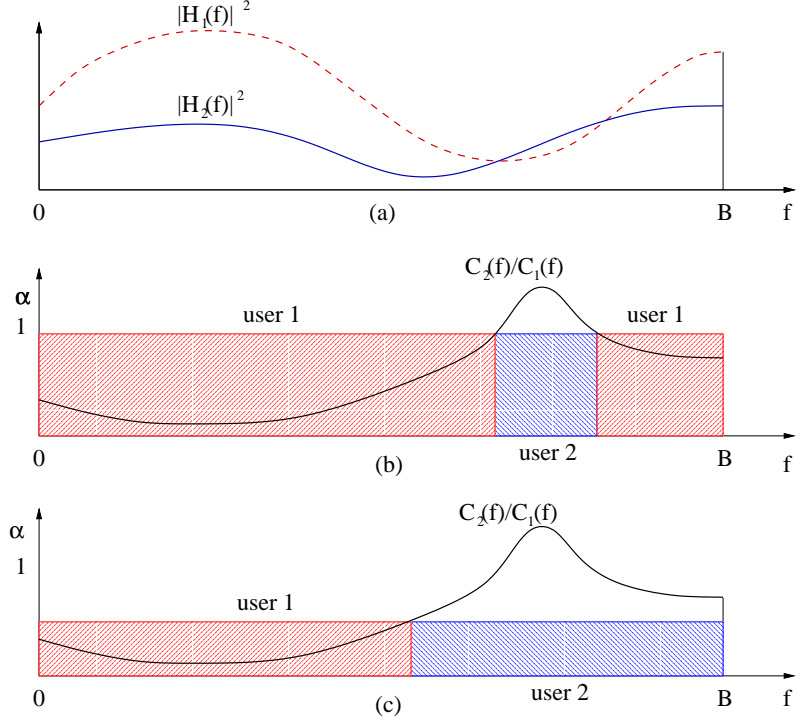 |H₁(f)|²
|H₂(f)|²
0 B f
(a)
C₂(f)/C₁(f)
α
1
user 1 user 1
0 B f
user 2
(b)
C₂(f)/C₁(f)
α
1
user 1
0 B f
user 2
(c)